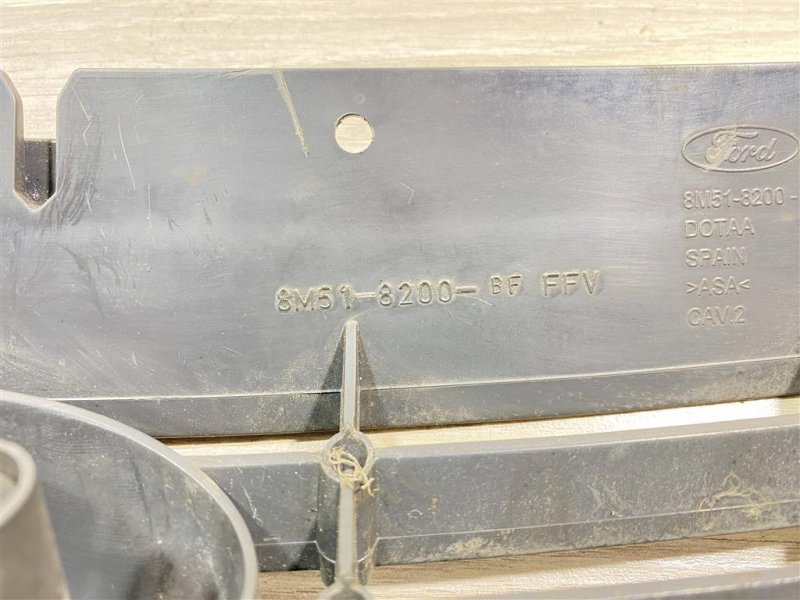 Ford
8M51-8200-
DOTAA
SPAIN
>ASA<
CAV.2
8M51-8200- BF FFV